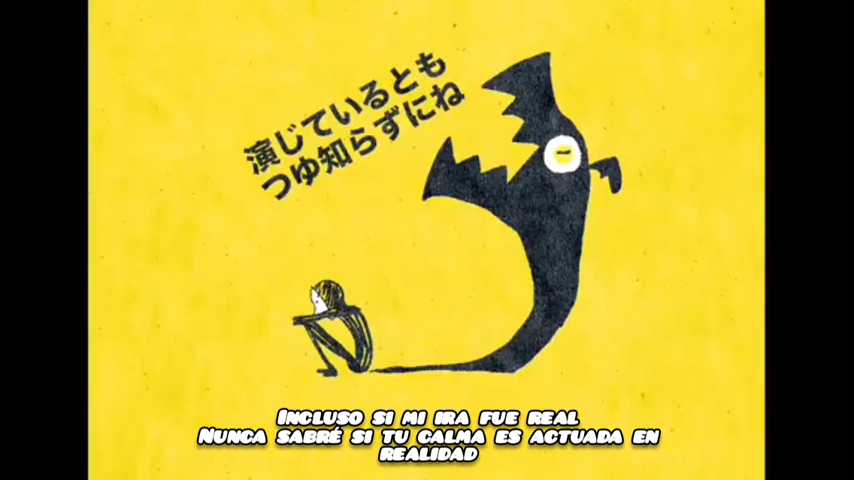 演じているとも
つゆ知らずにね
Incluso si mi ira fue real
Nunca sabré si tu calma es actuada en
realidad